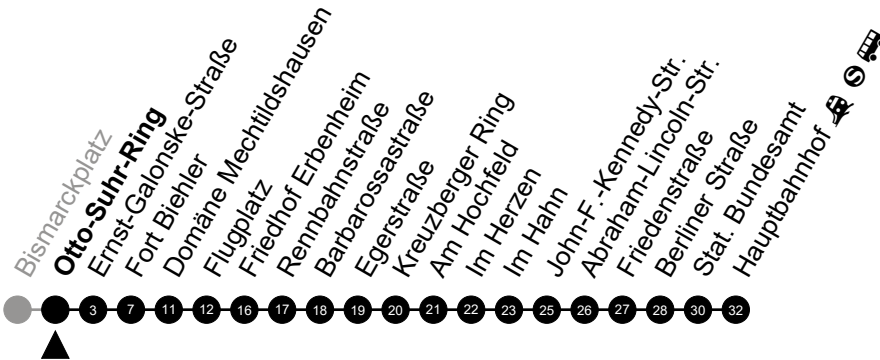 Bismarckplatz
Otto-Suhr-Ring
Ernst-Galonske-Straße
Fort Biehler
Domäne Mechtildshausen
Flugplatz
Friedhof Erbenheim
Rennbahnstraße
Barbarossastraße
Egerstraße
Kreuzberger Ring
Am Hochfeld
Im Herzen
Im Hahn
John-F.-Kennedy-Str.
Abraham-Lincoln-Str.
Friedenstraße
Berliner Straße
Stat. Bundesamt
Hauptbahnhof S
3 7 11 12 16 17 18 19 20 21 22 23 25 26 27 28 30 32